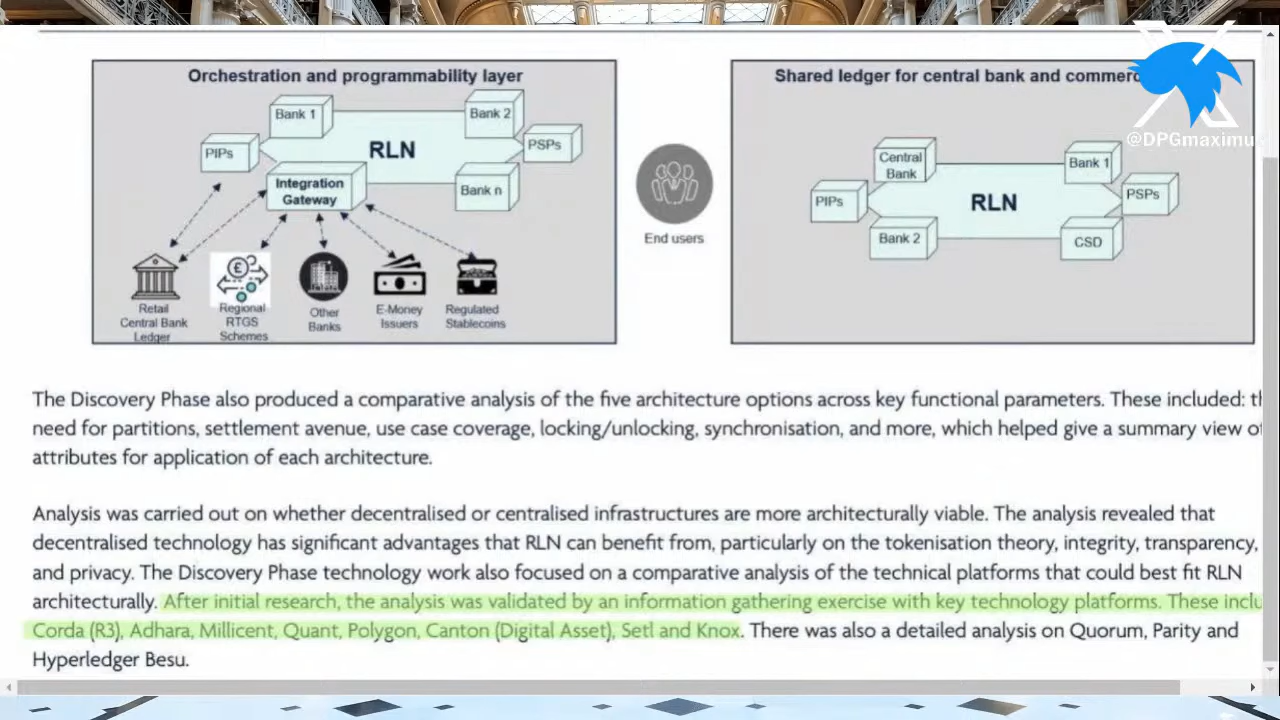 Orchestration and programmability layer
Bank 1
Bank 2
PIPs
RLN
PSPs
Integration
Gateway
Bank n
Retail
Central Bank
Ledger
Regional
RTGS
Schemes
Other
Banks
E-Money
Issuers
Regulated
Stablecoins
End users
Shared ledger for central bank and commerc
@DPGmaximus
Central
Bank
Bank 1
PIPs
RLN
PSPs
Bank 2
CSD
The Discovery Phase also produced a comparative analysis of the five architecture options across key functional parameters. These included: th
need for partitions, settlement avenue, use case coverage, locking/unlocking, synchronisation, and more, which helped give a summary view of
attributes for application of each architecture.
Analysis was carried out on whether decentralised or centralised infrastructures are more architecturally viable. The analysis revealed that
decentralised technology has significant advantages that RLN can benefit from, particularly on the tokenisation theory, integrity, transparency,
and privacy. The Discovery Phase technology work also focused on a comparative analysis of the technical platforms that could best fit RLN
architecturally. After initial research, the analysis was validated by an information gathering exercise with key technology platforms. These inclu
Corda (R3), Adhara, Millicent, Quant, Polygon, Canton (Digital Asset), Setl and Knox. There was also a detailed analysis on Quorum, Parity and
Hyperledger Besu.